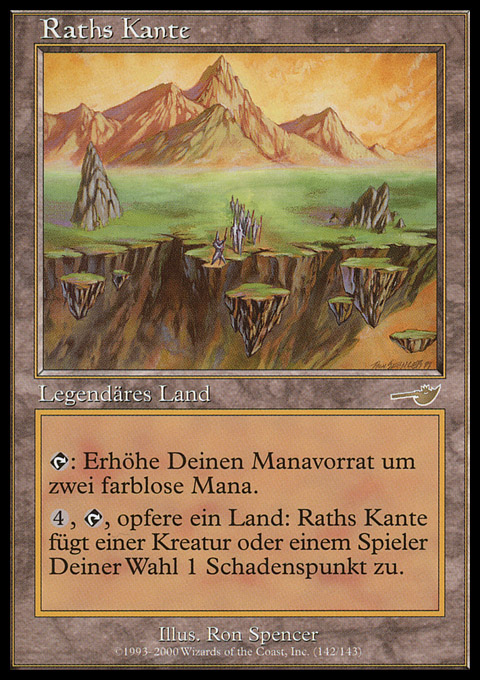 Raths Kante
Legendäres Land
: Erhöhe Deinen Manavorrat um
zwei farblose Mana.
4, , opfere ein Land: Raths Kante
fügt einer Kreatur oder einem Spieler
Deiner Wahl 1 Schadenspunkt zu.
Illus. Ron Spencer
©1993-2000 Wizards of the Coast, Inc. (142/143)